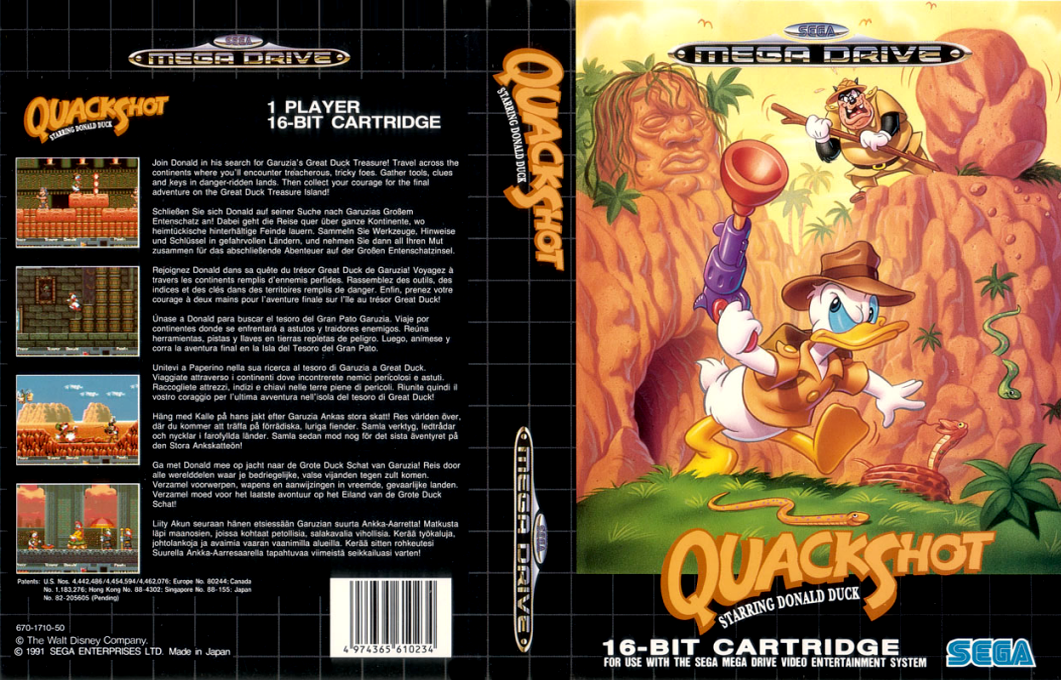 SEGA
MEGA DRIVE
QUACKSHOT
STARRING DONALD DUCK
1 PLAYER
16-BIT CARTRIDGE
Join Donald in his search for Garuzia's Great Duck Treasure! Travel across the
continents where you'll encounter treacherous, tricky foes. Gather tools, clues
and keys in danger-ridden lands. Then collect your courage for the final
adventure on the Great Duck Treasure Island!
Schließen Sie sich Donald auf seiner Suche nach Garuzias Großem
Entenschatz an! Dabei geht die Reise quer über ganze Kontinente, wo
heimtückische hinterhältige Feinde lauern. Sammeln Sie Werkzeuge, Hinweise
und Schlüssel in gefahrvollen Ländern, und nehmen Sie dann all Ihren Mut
zusammen für das abschließende Abenteuer auf der Großen Entenschatzinsel.
Rejoignez Donald dans sa quête du trésor Great Duck de Garuzia! Voyagez à
travers les continents remplis d'ennemis perfides. Rassemblez des outils, des
indices et des clés dans des territoires remplis de danger. Enfin, prenez votre
courage à deux mains pour l'aventure finale sur l'île au trésor Great Duck!
Únase a Donald para buscar el tesoro del Gran Pato Garuzia. Viaje por
continentes donde se enfrentará a astutos y traidores enemigos. Reúna
herramientas, pistas y llaves en tierras repletas de peligro. Luego, anímese y
corra la aventura final en la Isla del Tesoro del Gran Pato.
Unitevi a Paperino nella sua ricerca al tesoro di Garuzia a Great Duck.
Viaggiate attraverso i continenti dove incontrerete nemici pericolosi e astuti.
Raccogliete attrezzi, indizi e chiavi nelle terre piene di pericoli. Riunite quindi il
vostro coraggio per l'ultima avventura nell'isola del tesoro di Great Duck!
Häng med Kalle på hans jakt efter Garuzia Ankas stora skatt! Res världen över,
där du kommer att träffa på förrädiska, luriga fiender. Samla verktyg, ledtrådar
och nycklar i farofyllda länder. Samla sedan mod nog för det sista äventyret på
den Stora Ankskatteön!
Ga met Donald mee op jacht naar de Grote Duck Schat van Garuzia! Reis door
alle werelddelen waar je bedriegelijke, valse vijanden tegen zult komen.
Verzamel voorwerpen, wapens en aanwijzingen in vreemde, gevaarlijke landen.
Verzamel moed voor het laatste avontuur op het Eiland van de Grote Duck
Schat!
Liity Akun seuraan hänen etsiessään Garuzian suurta Ankka-Aarretta! Matkusta
läpi maanosien, joissa kohtaat petollisia, salakavalia vihollisia. Kerää työkaluja,
johtolankoja ja avaimia vaaran vaanimilla alueilla. Kerää sitten rohkeutesi
Suurella Ankka-Aarresaarella tapahtuvaa viimeistä seikkailuasi varten!
Patents: U.S. Nos. 4,442,486/4,454,594/4,462,076; Europe No. 80244; Canada
No. 1,183,276; Hong Kong No. 88-4302; Singapore No. 88-155; Japan
No. 82-205605 (Pending)
670-1710-50
© The Walt Disney Company.
© 1991 SEGA ENTERPRISES LTD. Made in Japan
4 974365 610234
QUACKSHOT
STARRING DONALD DUCK
SEGA
MEGA DRIVE
SEGA
MEGA DRIVE
QUACKSHOT
STARRING DONALD DUCK
16-BIT CARTRIDGE
FOR USE WITH THE SEGA MEGA DRIVE VIDEO ENTERTAINMENT SYSTEM
SEGA